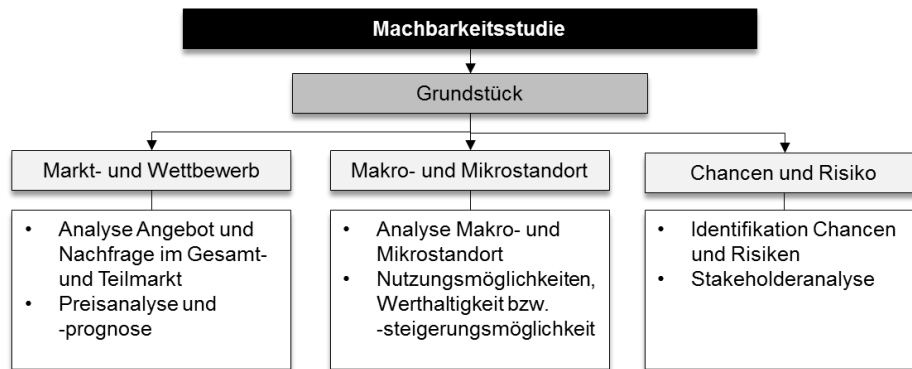 Machbarkeitsstudie
Grundstück
Markt- und Wettbewerb
• Analyse Angebot und
Nachfrage im Gesamt-
und Teilmarkt
• Preisanalyse und
-prognose
Makro- und Mikrostandort
• Analyse Makro- und
Mikrostandort
• Nutzungsmöglichkeiten,
Werthaltigkeit bzw.
-steigerungsmöglichkeit
Chancen und Risiko
• Identifikation Chancen
und Risiken
• Stakeholderanalyse